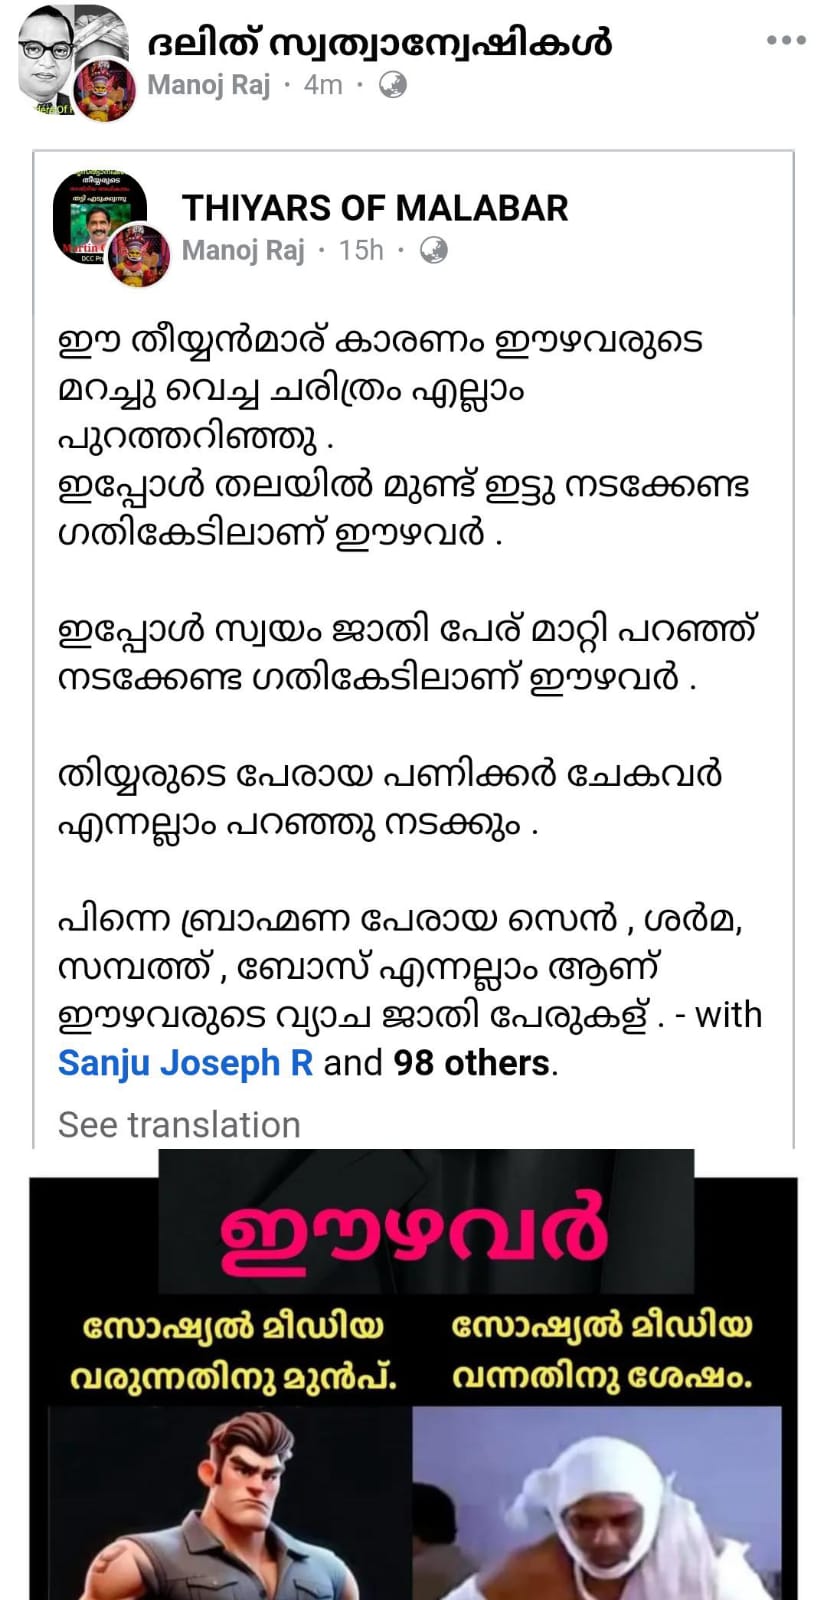 ദലിത് സ്വത്വാന്വേഷികൾ
Manoj Raj · 4m ·
THIYARS OF MALABAR
Manoj Raj · 15h ·
ഈ തീയ്യൻമാര് കാരണം ഈഴവരുടെ
മറച്ചു വെച്ച ചരിത്രം എല്ലാം
പുറത്തറിഞ്ഞു .
ഇപ്പോൾ തലയിൽ മുണ്ട് ഇട്ടു നടക്കേണ്ട
ഗതികേടിലാണ് ഈഴവർ .
ഇപ്പോൾ സ്വയം ജാതി പേര് മാറ്റി പറഞ്ഞ്
നടക്കേണ്ട ഗതികേടിലാണ് ഈഴവർ .
തിയ്യരുടെ പേരായ പണിക്കർ ചേകവർ
എന്നല്ലാം പറഞ്ഞു നടക്കും .
പിന്നെ ബ്രാഹ്മണ പേരായ സെൻ , ശർമ,
സമ്പത്ത് , ബോസ് എന്നല്ലാം ആണ്
ഈഴവരുടെ വ്യാച ജാതി പേരുകള് . - with
Sanju Joseph R and 98 others.
See translation
ഈഴവർ
സോഷ്യൽ മീഡിയ
വരുന്നതിനു മുൻപ്.
സോഷ്യൽ മീഡിയ
വന്നതിനു ശേഷം.